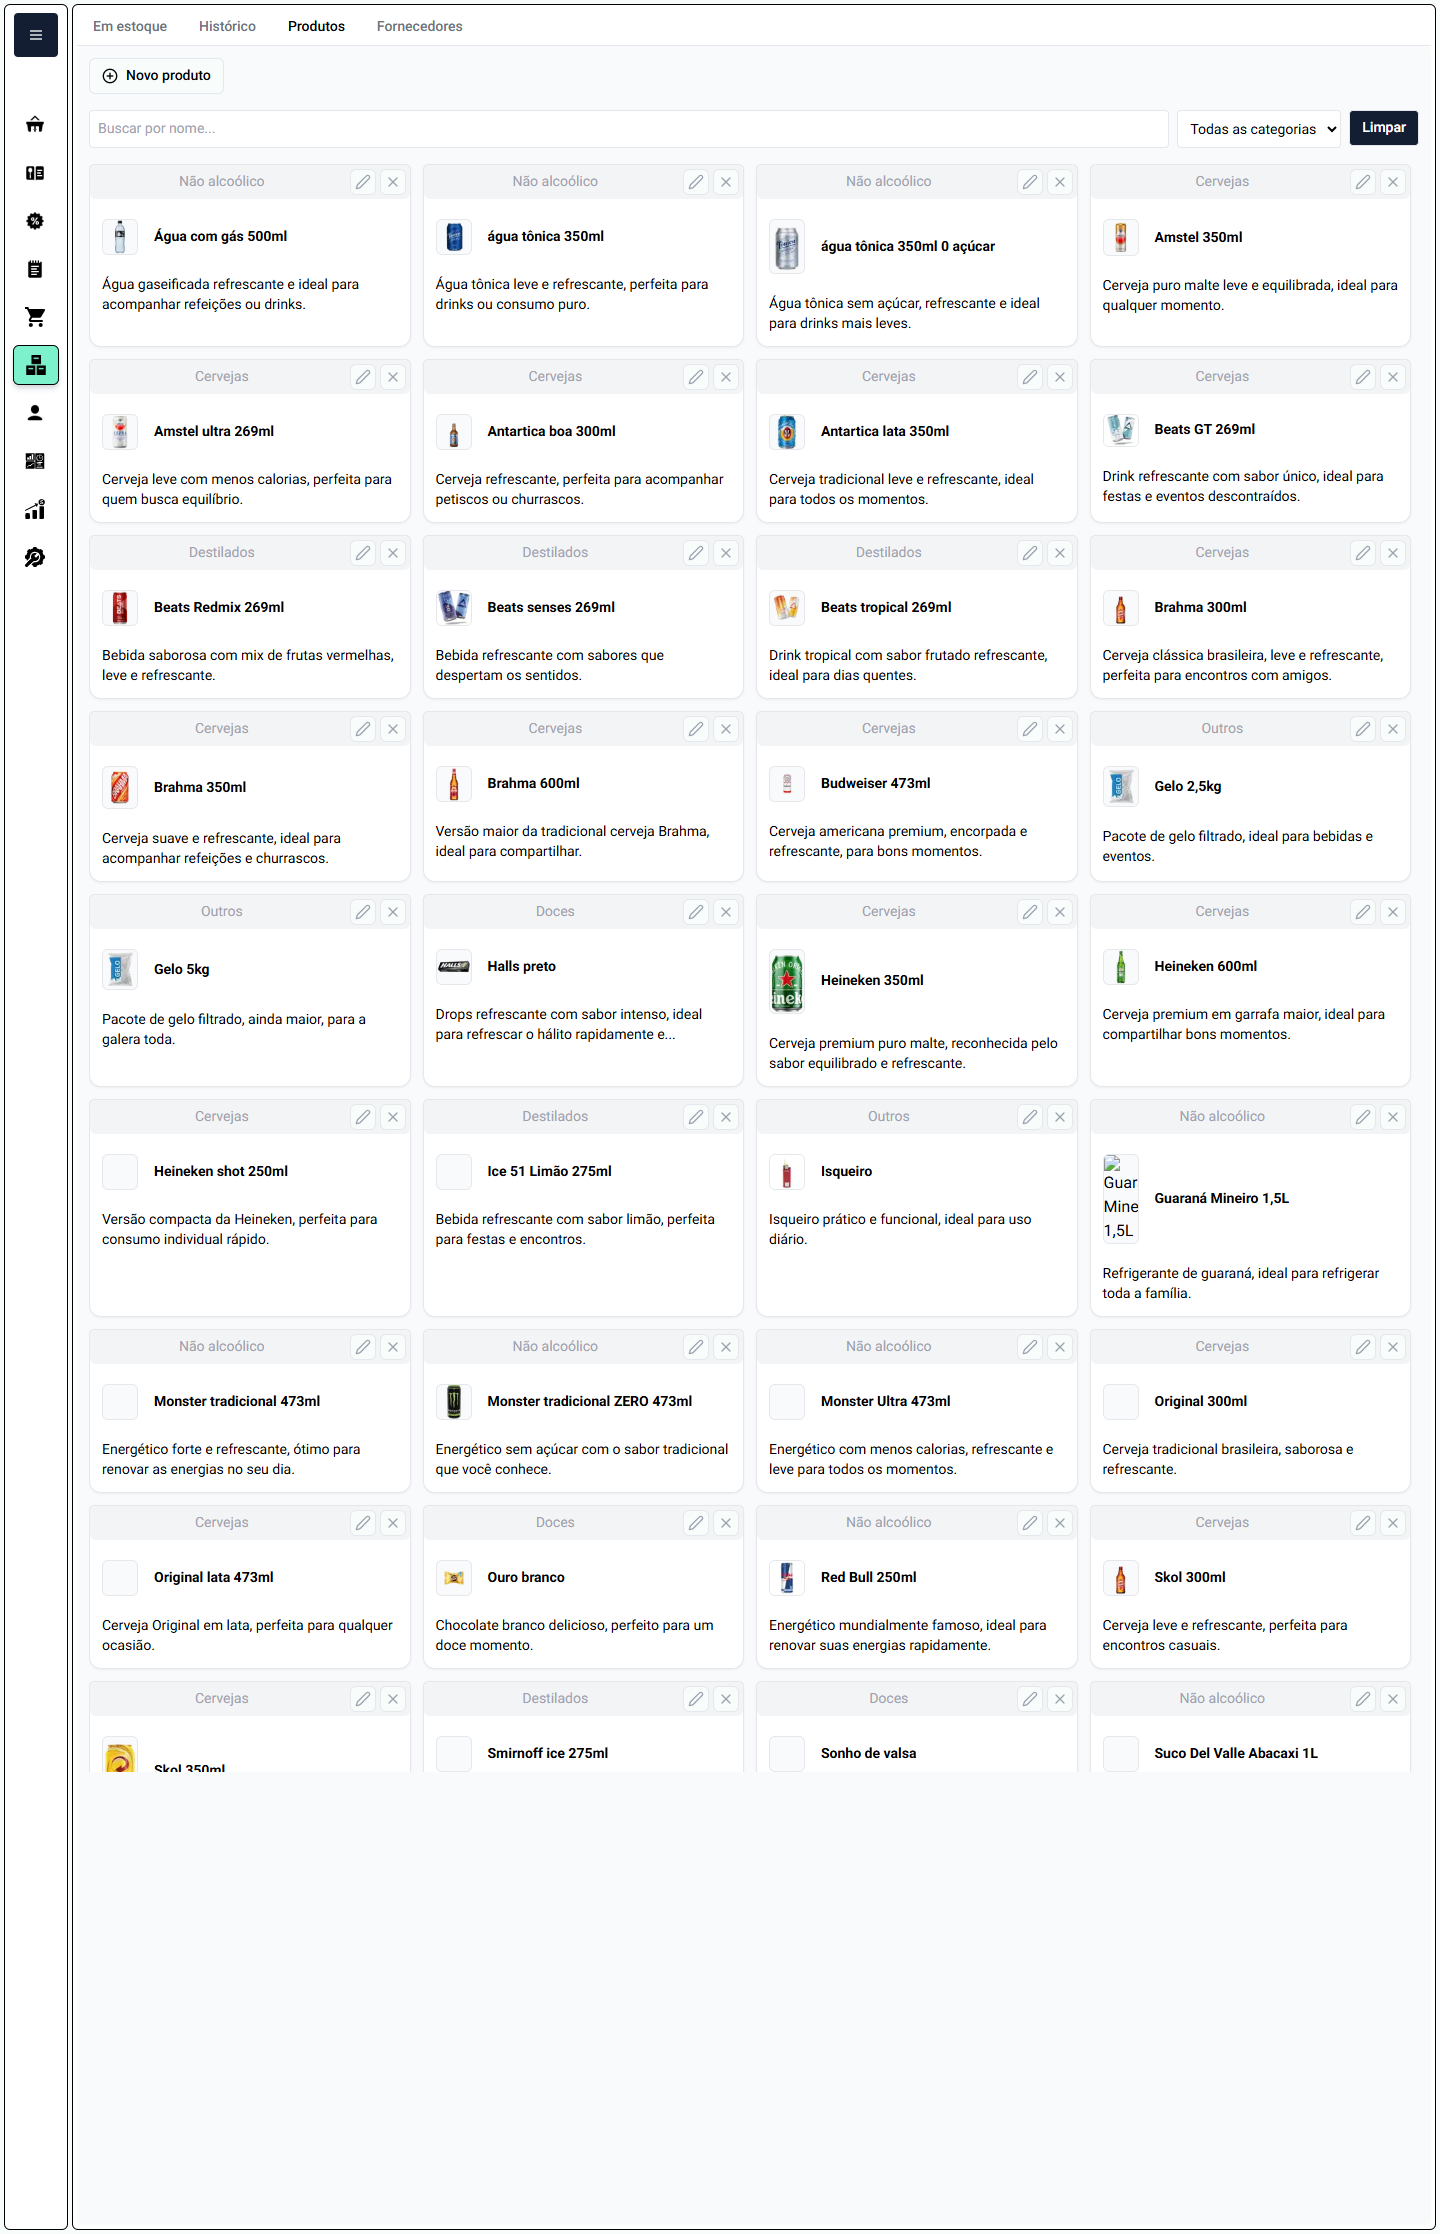 Em estoque Histórico Produtos Fornecedores
Novo produto
Buscar por nome... Todas as categorias Limpar
Não alcoólico
Água com gás 500ml
Água gaseificada refrescante e ideal para
acompanhar refeições ou drinks.
Não alcoólico
água tônica 350ml
Água tônica leve e refrescante, perfeita para
drinks ou consumo puro.
Não alcoólico
água tônica 350ml 0 açúcar
Água tônica sem açúcar, refrescante e ideal
para drinks mais leves.
Cervejas
Amstel 350ml
Cerveja puro malte leve e equilibrada, ideal para
qualquer momento.
Cervejas
Amstel ultra 269ml
Cerveja leve com menos calorias, perfeita para
quem busca equilíbrio.
Cervejas
Antartica boa 300ml
Cerveja refrescante, perfeita para acompanhar
petiscos ou churrascos.
Cervejas
Antartica lata 350ml
Cerveja tradicional leve e refrescante, ideal
para todos os momentos.
Cervejas
Beats GT 269ml
Drink refrescante com sabor único, ideal para
festas e eventos descontraídos.
Destilados
Beats Redmix 269ml
Bebida saborosa com mix de frutas vermelhas,
leve e refrescante.
Destilados
Beats senses 269ml
Bebida refrescante com sabores que
despertam os sentidos.
Destilados
Beats tropical 269ml
Drink tropical com sabor frutado refrescante,
ideal para dias quentes.
Cervejas
Brahma 300ml
Cerveja clássica brasileira, leve e refrescante,
perfeita para encontros com amigos.
Cervejas
Brahma 350ml
Cerveja suave e refrescante, ideal para
acompanhar refeições e churrascos.
Cervejas
Brahma 600ml
Versão maior da tradicional cerveja Brahma,
ideal para compartilhar.
Cervejas
Budweiser 473ml
Cerveja americana premium, encorpada e
refrescante, para bons momentos.
Outros
GELO
Gelo 2,5kg
Pacote de gelo filtrado, ideal para bebidas e
eventos.
Outros
GELO
Gelo 5kg
Pacote de gelo filtrado, ainda maior, para a
galera toda.
Doces
HALLS
Halls preto
Drops refrescante com sabor intenso, ideal
para refrescar o hálito rapidamente e...
Cervejas
Heineken 350ml
Cerveja premium puro malte, reconhecida pelo
sabor equilibrado e refrescante.
Cervejas
Heineken 600ml
Cerveja premium em garrafa maior, ideal para
compartilhar bons momentos.
Cervejas
Heineken shot 250ml
Versão compacta da Heineken, perfeita para
consumo individual rápido.
Destilados
Ice 51 Limão 275ml
Bebida refrescante com sabor limão, perfeita
para festas e encontros.
Outros
Isqueiro
Isqueiro prático e funcional, ideal para uso
diário.
Não alcoólico
Guar
Mine
1,5L
Guaraná Mineiro 1,5L
Refrigerante de guaraná, ideal para refrigerar
toda a família.
Não alcoólico
Monster tradicional 473ml
Energético forte e refrescante, ótimo para
renovar as energias no seu dia.
Não alcoólico
Monster tradicional ZERO 473ml
Energético sem açúcar com o sabor tradicional
que você conhece.
Não alcoólico
Monster Ultra 473ml
Energético com menos calorias, refrescante e
leve para todos os momentos.
Cervejas
Original 300ml
Cerveja tradicional brasileira, saborosa e
refrescante.
Cervejas
Original lata 473ml
Cerveja Original em lata, perfeita para qualquer
ocasião.
Doces
Ouro branco
Chocolate branco delicioso, perfeito para um
doce momento.
Não alcoólico
Red Bull 250ml
Energético mundialmente famoso, ideal para
renovar suas energias rapidamente.
Cervejas
Skol 300ml
Cerveja leve e refrescante, perfeita para
encontros casuais.
Cervejas
Skol 350ml
Destilados
Smirnoff ice 275ml
Doces
Sonho de valsa
Não alcoólico
Suco Del Valle Abacaxi 1L